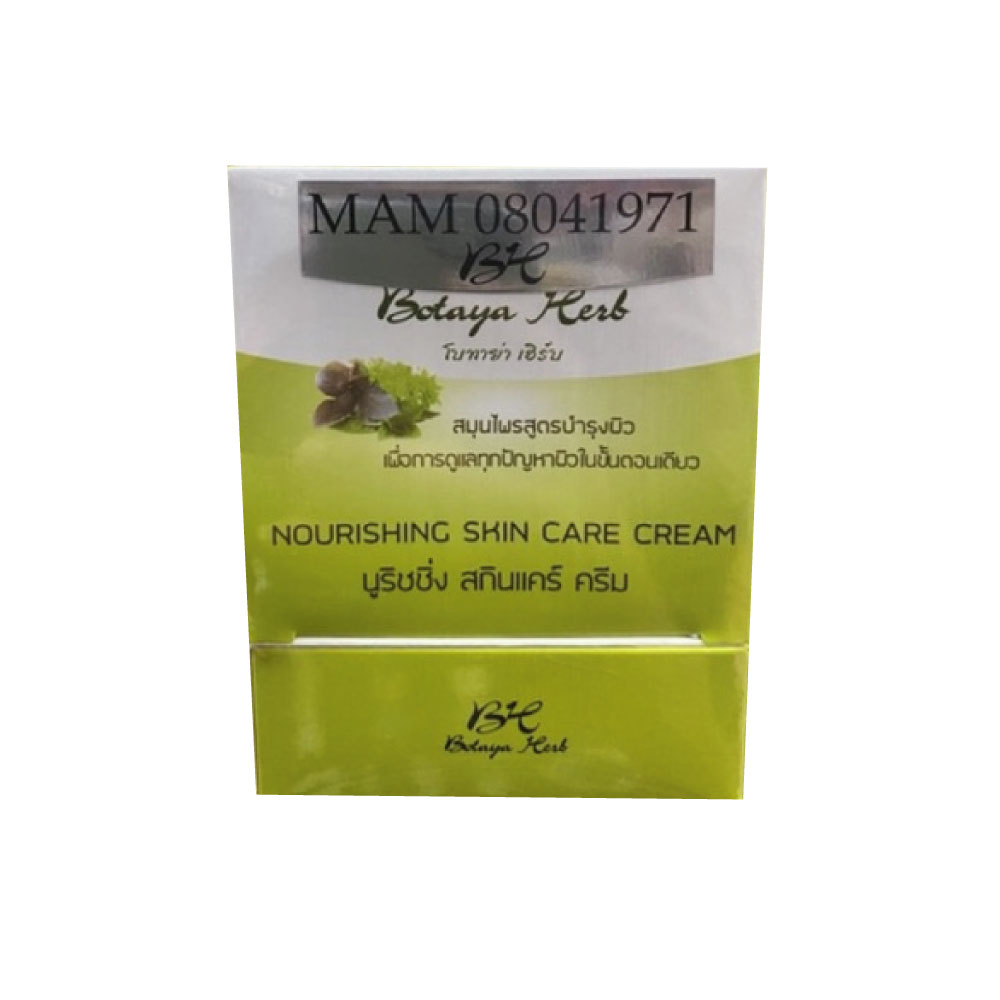 MAM 08041971
BH
Botaya Herb
โบทาย่า เฮิร์บ
สมุนไพรสูตรบำรุงผิว
เพื่อการดูแลทุกปัญหาผิวในขั้นตอนเดียว
NOURISHING SKIN CARE CREAM
นูริชชิ่ง สกินแคร์ ครีม
BH
Botaya Herb